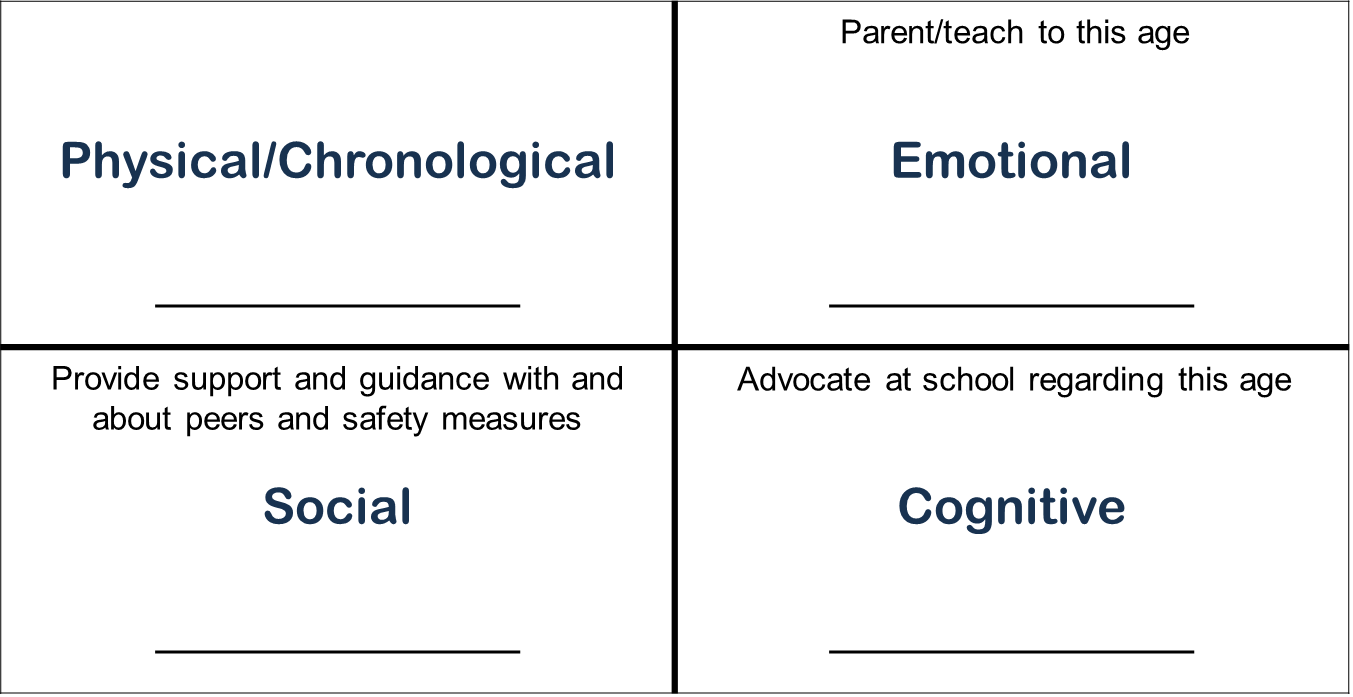 Physical/Chronological
Parent/teach to this age
Emotional
Provide support and guidance with and
about peers and safety measures
Social
Advocate at school regarding this age
Cognitive